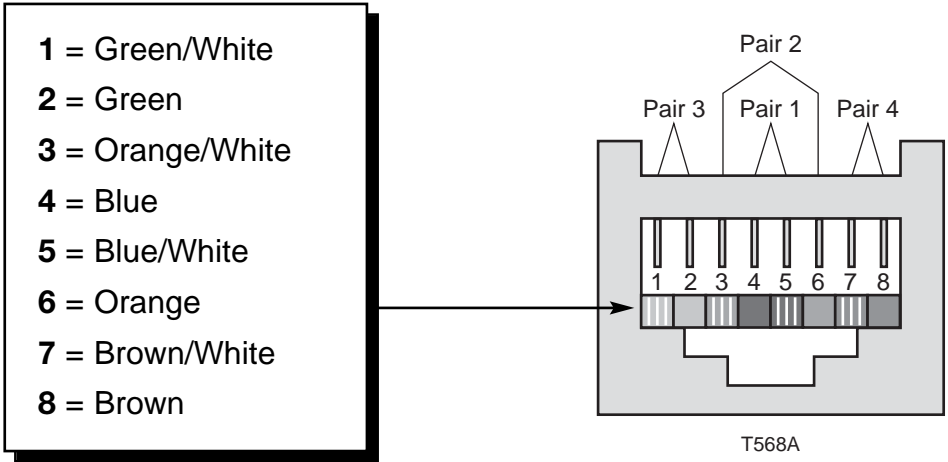 1 = Green/White
2 = Green
3 = Orange/White
4 = Blue
5 = Blue/White
6 = Orange
7 = Brown/White
8 = Brown
Pair 2
Pair 3 Pair 1 Pair 4
1 2 3 4 5 6 7 8
T568A